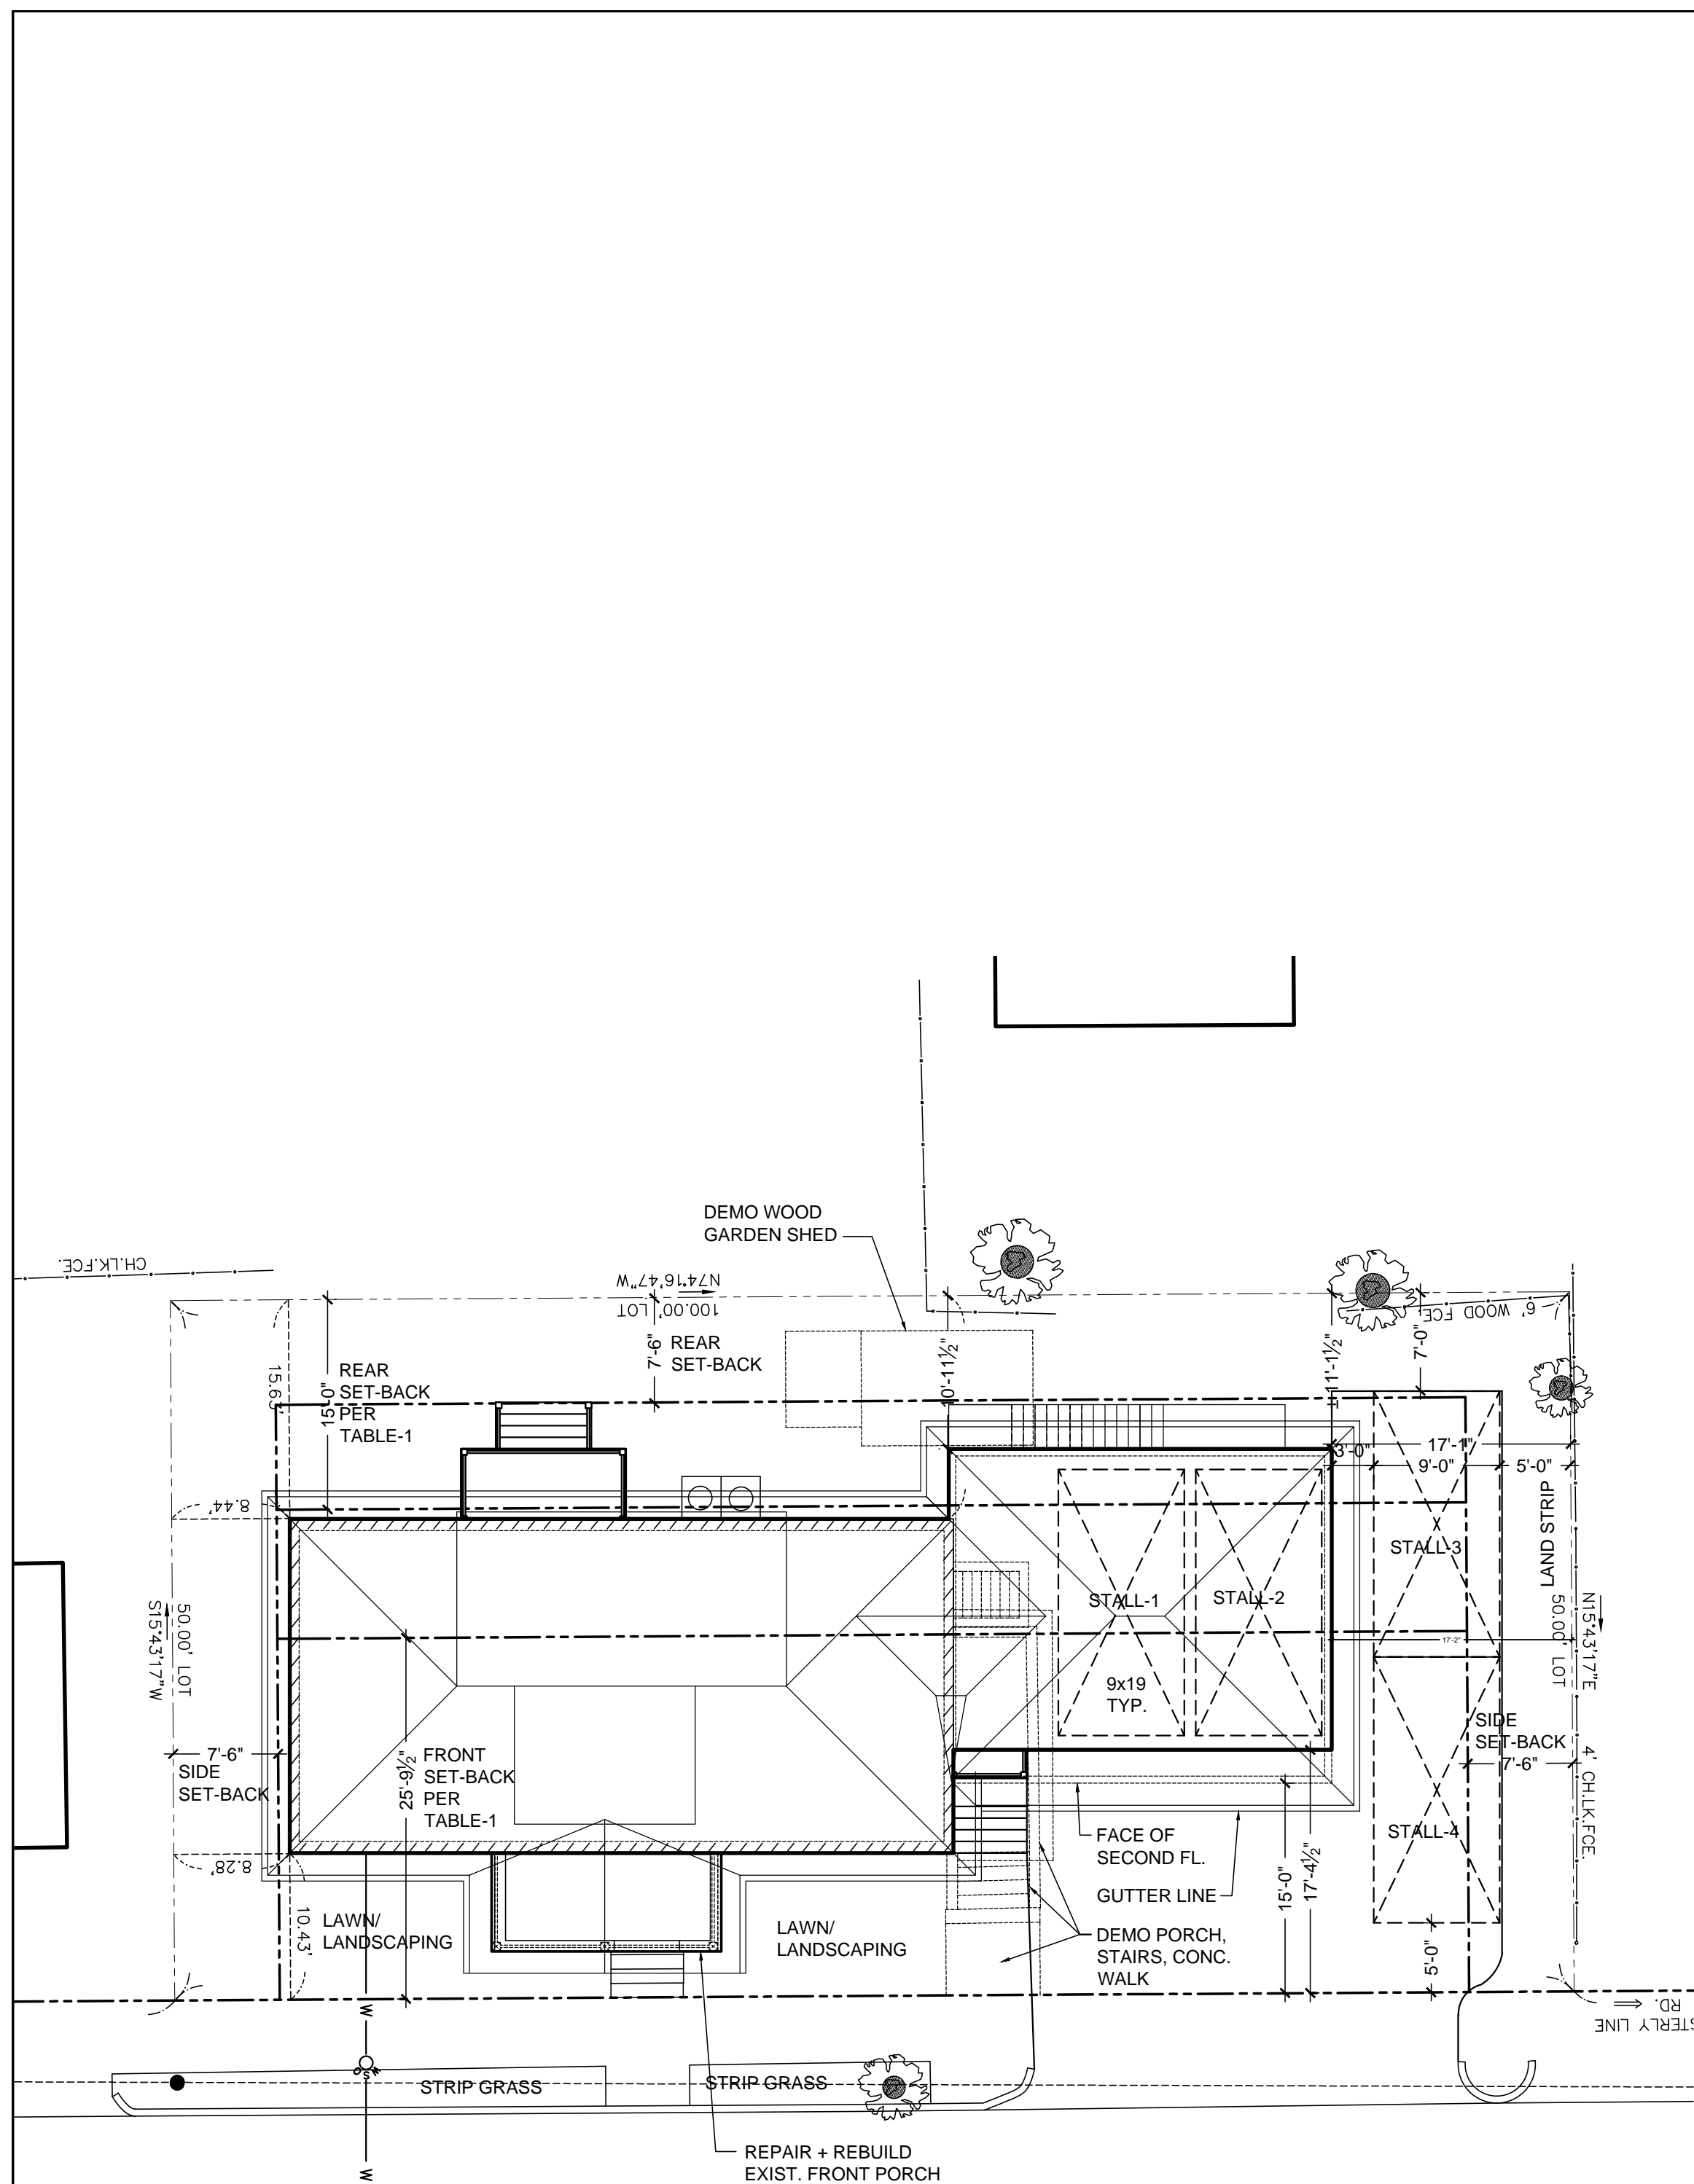 DEMO WOOD
GARDEN SHED
CH.LK.FCE.
N74°16'47"W
100.00' LOT
6' WOOD FCE
7'-6"
REAR
SET-BACK
10'-11½"
11'-1½"
7'-0"
15.63'
15'-0"
REAR
SET-BACK
PER
TABLE-1
3'-0"
17'-1"
9'-0"
5'-0"
8.44'
LAND STRIP
STALL-3
STALL-1
STALL-2
S15°43'17"W
50.00' LOT
N15°43'17"E
50.00' LOT
17'-2"
9x19
TYP.
SIDE
SET-BACK
7'-6"
7'-6"
SIDE
SET-BACK
25'-9½"
FRONT
SET-BACK
PER
TABLE-1
4' CH.LK.FCE.
STALL-4
FACE OF
SECOND FL.
8.28'
GUTTER LINE
15'-0"
17'-4½"
10.43'
LAWN/
LANDSCAPING
LAWN/
LANDSCAPING
DEMO PORCH,
STAIRS, CONC.
WALK
5'-0"
W
RD.
STERLY LINE
STRIP GRASS
STRIP GRASS
REPAIR + REBUILD
EXIST. FRONT PORCH
W